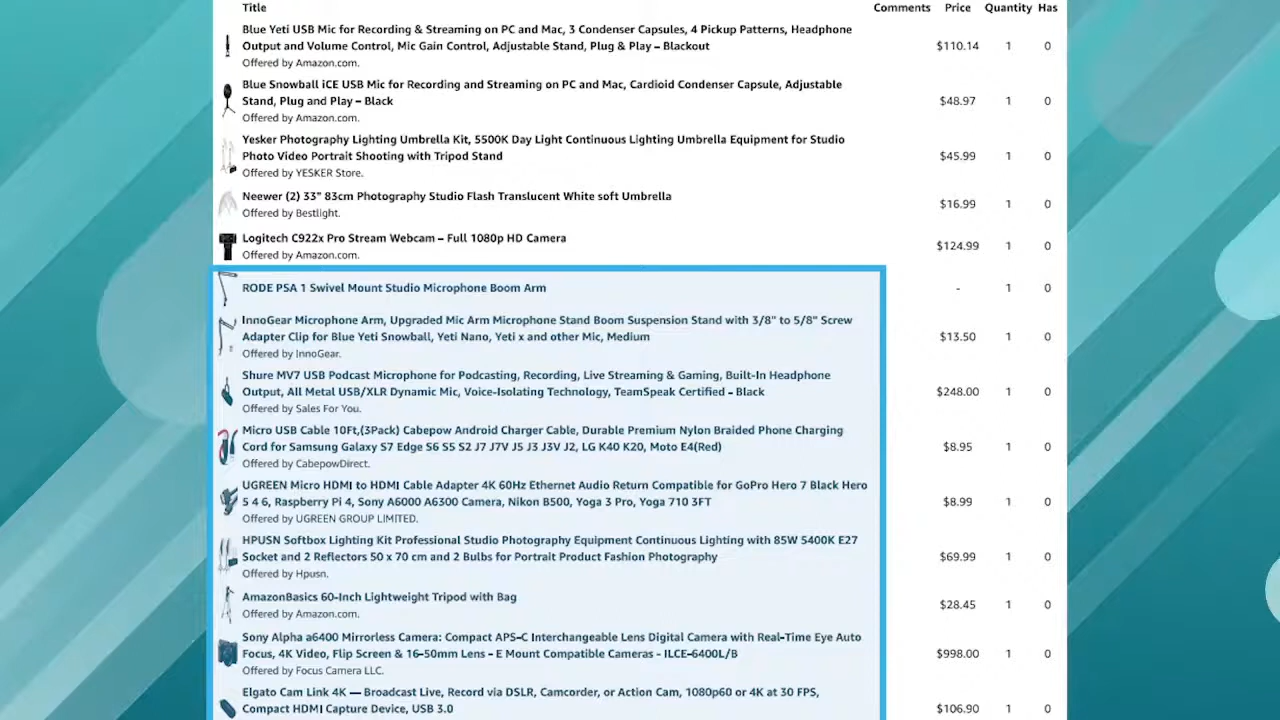 Title Comments Price Quantity Has
Blue Yeti USB Mic for Recording & Streaming on PC and Mac, 3 Condenser Capsules, 4 Pickup Patterns, Headphone
Output and Volume Control, Mic Gain Control, Adjustable Stand, Plug & Play – Blackout
$110.14 1 0
Offered by Amazon.com.
Blue Snowball iCE USB Mic for Recording and Streaming on PC and Mac, Cardioid Condenser Capsule, Adjustable
Stand, Plug and Play – Black
$48.97 1 0
Offered by Amazon.com.
Yesker Photography Lighting Umbrella Kit, 5500K Day Light Continuous Lighting Umbrella Equipment for Studio
Photo Video Portrait Shooting with Tripod Stand
$45.99 1 0
Offered by YESKER Store.
Neewer (2) 33" 83cm Photography Studio Flash Translucent White soft Umbrella
$16.99 1 0
Offered by Bestlight.
Logitech C922x Pro Stream Webcam – Full 1080p HD Camera
$124.99 1 0
Offered by Amazon.com.
RODE PSA 1 Swivel Mount Studio Microphone Boom Arm
- 1 0
InnoGear Microphone Arm, Upgraded Mic Arm Microphone Stand Boom Suspension Stand with 3/8" to 5/8" Screw
Adapter Clip for Blue Yeti Snowball, Yeti Nano, Yeti x and other Mic, Medium
$13.50 1 0
Offered by InnoGear.
Shure MV7 USB Podcast Microphone for Podcasting, Recording, Live Streaming & Gaming, Built-In Headphone
Output, All Metal USB/XLR Dynamic Mic, Voice-Isolating Technology, TeamSpeak Certified – Black
$248.00 1 0
Offered by Sales For You.
Micro USB Cable 10Ft,(3Pack) Cabepow Android Charger Cable, Durable Premium Nylon Braided Phone Charging
Cord for Samsung Galaxy S7 Edge S6 S5 S2 J7 J7V J5 J3 J3V J2, LG K40 K20, Moto E4(Red)
$8.95 1 0
Offered by CabepowDirect.
UGREEN Micro HDMI to HDMI Cable Adapter 4K 60Hz Ethernet Audio Return Compatible for GoPro Hero 7 Black Hero
5 4 6, Raspberry Pi 4, Sony A6000 A6300 Camera, Nikon B500, Yoga 3 Pro, Yoga 710 3FT
$8.99 1 0
Offered by UGREEN GROUP LIMITED.
HPUSN Softbox Lighting Kit Professional Studio Photography Equipment Continuous Lighting with 85W 5400K E27
Socket and 2 Reflectors 50 x 70 cm and 2 Bulbs for Portrait Product Fashion Photography
$69.99 1 0
Offered by Hpusn.
AmazonBasics 60-Inch Lightweight Tripod with Bag
$28.45 1 0
Offered by Amazon.com.
Sony Alpha a6400 Mirrorless Camera: Compact APS-C Interchangeable Lens Digital Camera with Real-Time Eye Auto
Focus, 4K Video, Flip Screen & 16-50mm Lens - E Mount Compatible Cameras - ILCE-6400L/B
$998.00 1 0
Offered by Focus Camera LLC.
Elgato Cam Link 4K — Broadcast Live, Record via DSLR, Camcorder, or Action Cam, 1080p60 or 4K at 30 FPS,
Compact HDMI Capture Device, USB 3.0
$106.90 1 0